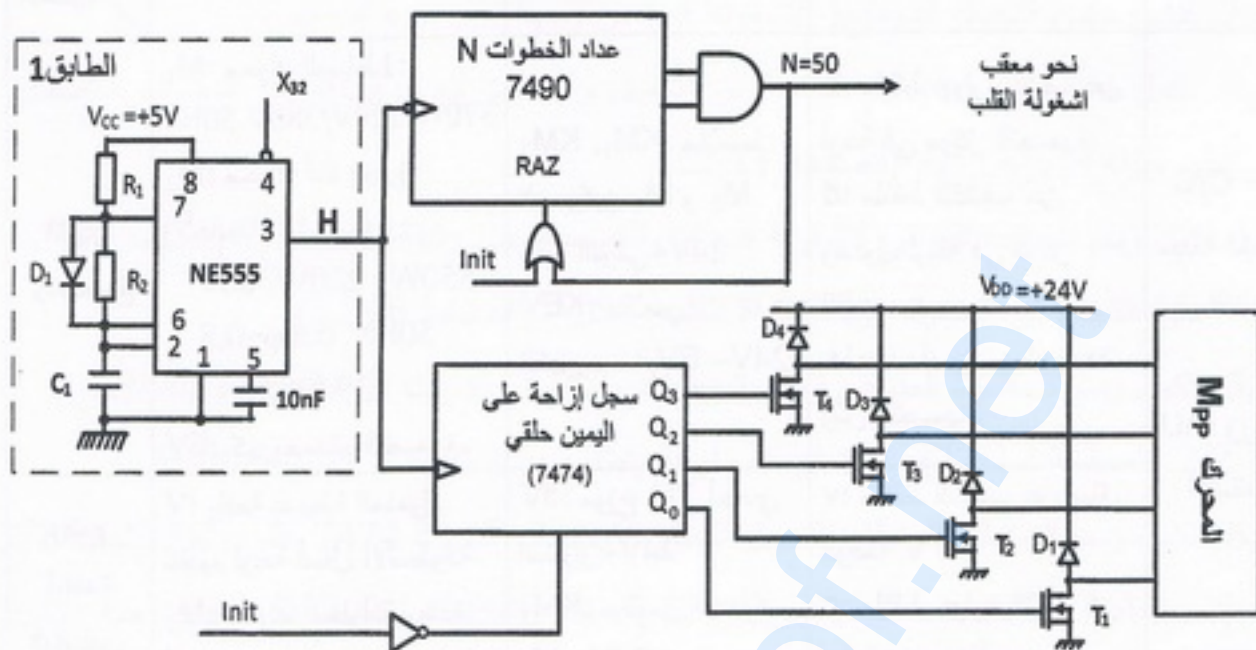 الطابق1
X32
VCC =+5V
R1
8
4
7
3
H
D1
R2
NE555
6
2
1
5
C1
10nF
عداد الخطوات N
7490
RAZ
N=50
نحو معقب
اشغولة القلب
Init
VDD=+24V
سجل إزاحة على
اليمين حلقي
(7474)
Q3
Q2
Q1
Q0
D4
T4
D3
T3
D2
T2
D1
T1
المحرك
Mpp
Init